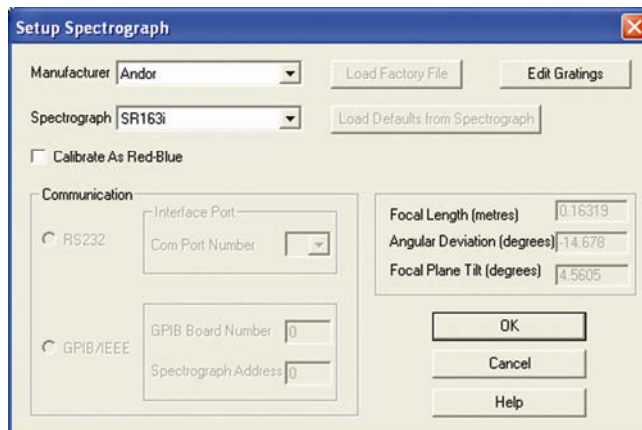 Setup Spectrograph
Manufacturer Andor Load Factory File Edit Gratings
Spectrograph SR163i Load Defaults from Spectrograph
Calibrate As Red-Blue
Communication
Interface Port
RS232
Com Port Number
GPIB/IEEE
GPIB Board Number 0
Spectrograph Address 0
Focal Length (metres) 0.16319
Angular Deviation (degrees) -14.678
Focal Plane Tilt (degrees) 4.5605
OK
Cancel
Help